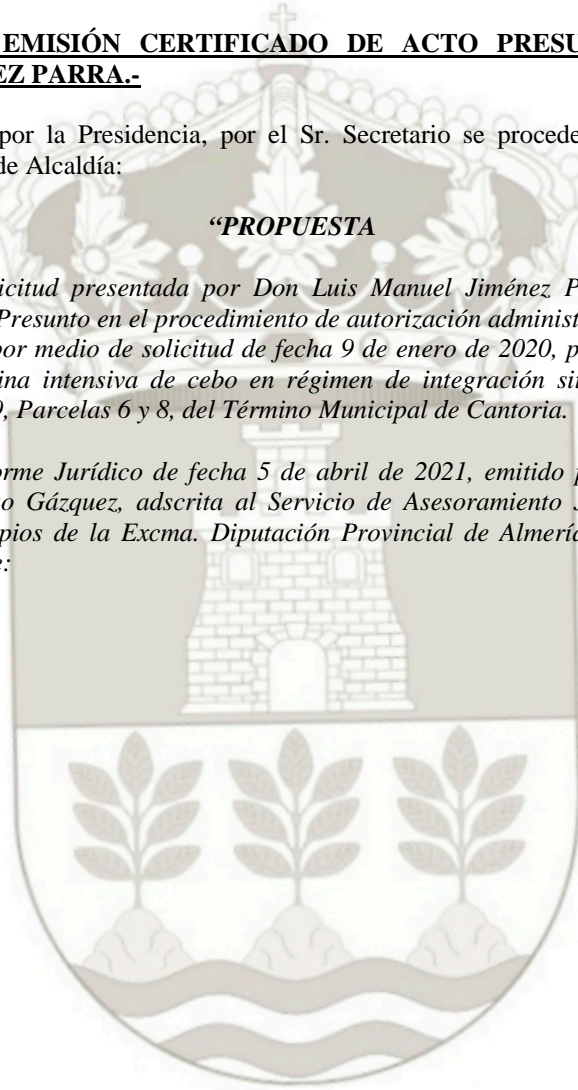 EMISIÓN CERTIFICADO DE ACTO PRESU
EZ PARRA.-
por la Presidencia, por el Sr. Secretario se procede
de Alcaldía:
“PROPUESTA
icitud presentada por Don Luis Manuel Jiménez P
Presunto en el procedimiento de autorización administ
por medio de solicitud de fecha 9 de enero de 2020, p
ina intensiva de cebo en régimen de integración si
, Parcelas 6 y 8, del Término Municipal de Cantoria.
orme Jurídico de fecha 5 de abril de 2021, emitido p
o Gázquez, adscrita al Servicio de Asesoramiento J
pios de la Excma. Diputación Provincial de Almerí
e: